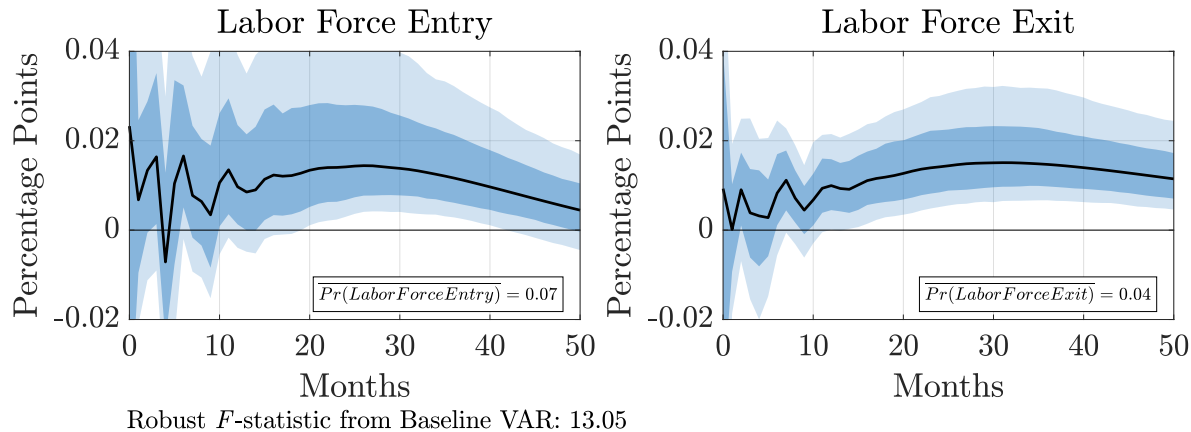 Labor Force Entry
Percentage Points
0.04
0.02
0
-0.02
0 10 20 30 40 50
Months
Pr(LaborForceEntry) = 0.07
Labor Force Exit
Percentage Points
0.04
0.02
0
-0.02
0 10 20 30 40 50
Months
Pr(LaborForceExit) = 0.04
Robust F-statistic from Baseline VAR: 13.05